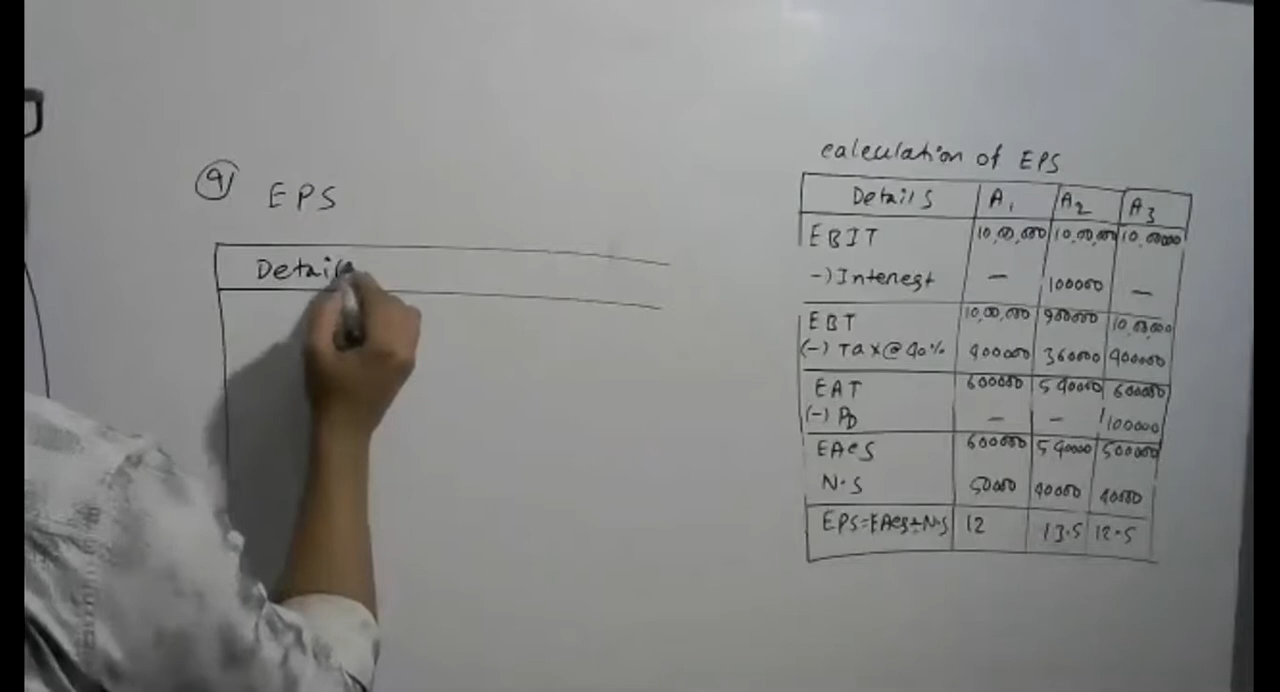 calculation of EPS
Details A1 A2 A3
EBIT 10,00,000 10,00,000 10,00000
-) Interest — 100000 —
EBT 10,00,000 900000 10,00,000
(-) Tax@40% 400000 360000 400000
EAT 600000 540000 600000
(-) PD — — 100000
EAeS 600000 540000 500000
N.S 50000 40000 40000
EPS=EAes÷N.S 12 13.5 12.5
a) EPS
Detail